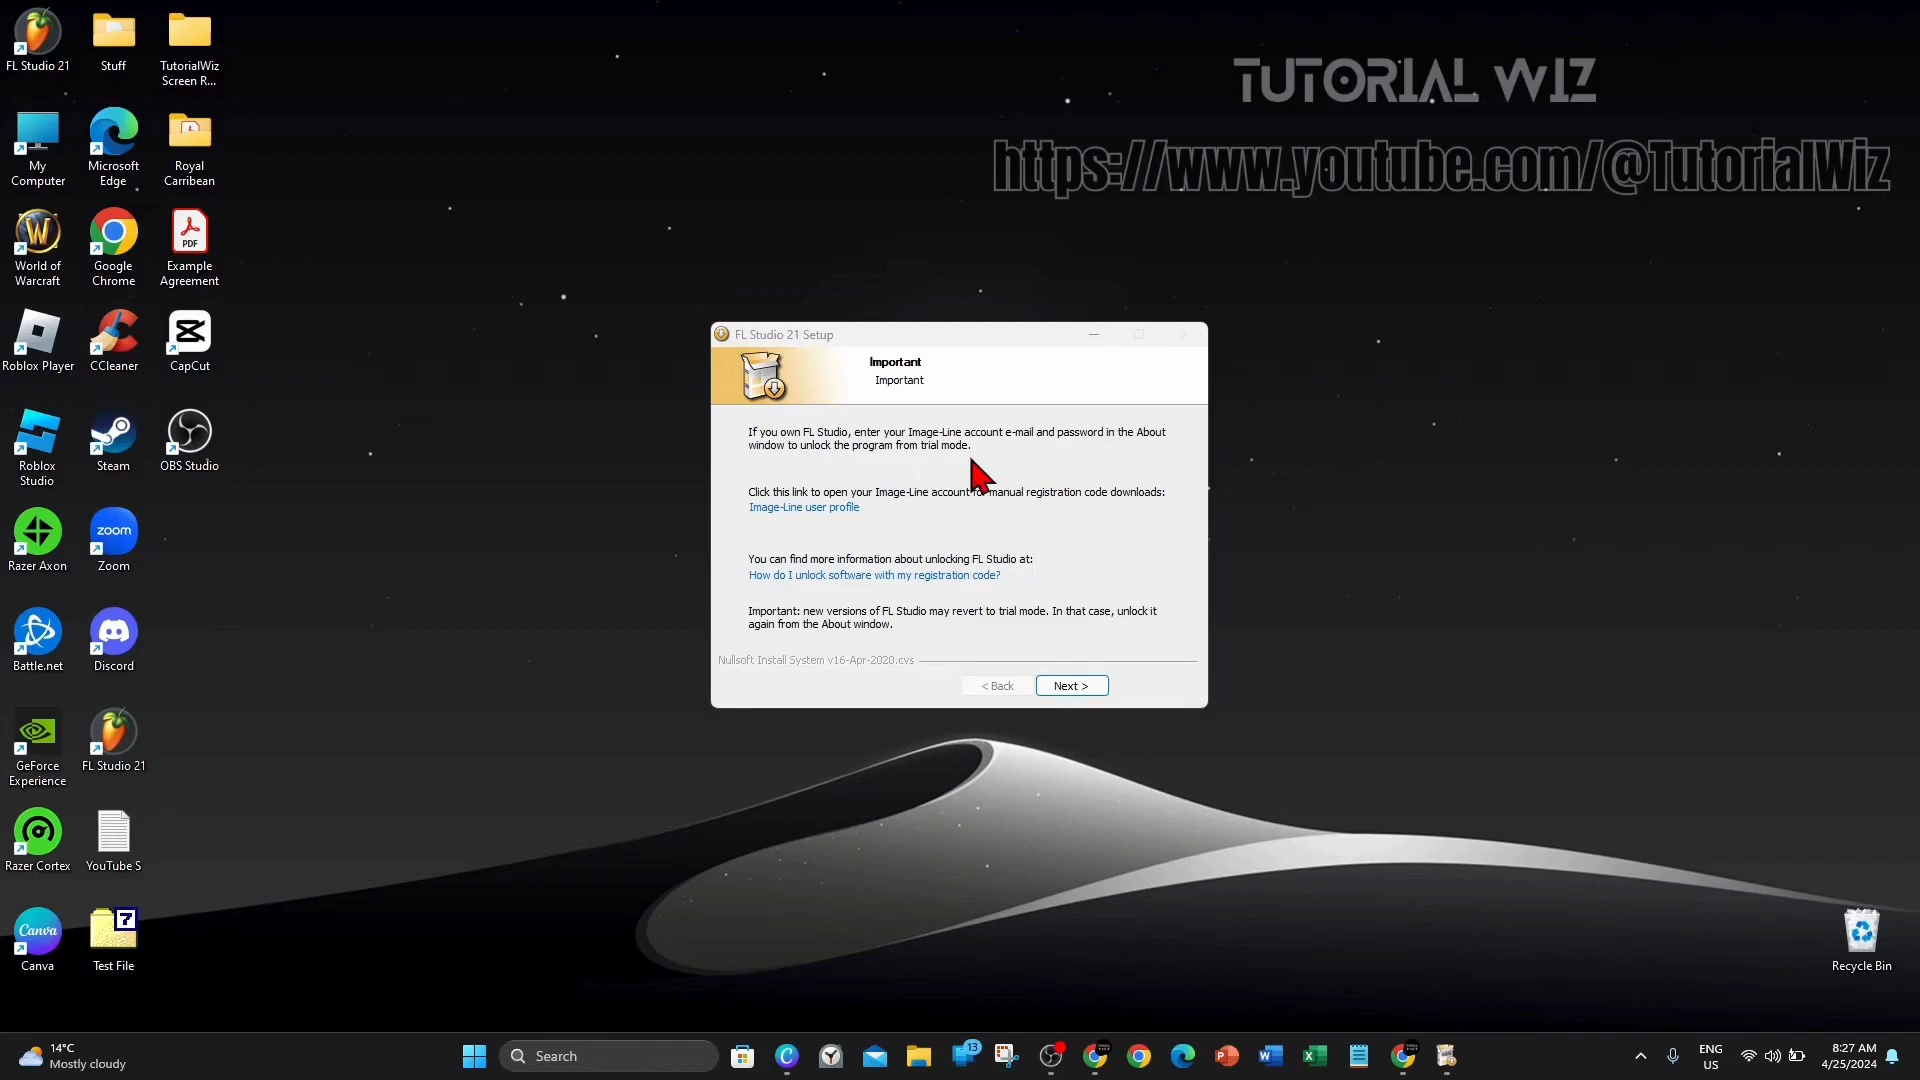 TUTORIAL WIZ
https://www.youtube.com/@TutorialWiz
FL Studio 21
Stuff
TutorialWiz
Screen R...
My
Computer
Microsoft
Edge
Royal
Carribean
World of
Warcraft
Google
Chrome
PDF
Example
Agreement
Roblox Player
CCleaner
CapCut
Roblox
Studio
Steam
OBS Studio
Razer Axon
zoom
Zoom
Battle.net
Discord
GeForce
Experience
FL Studio 21
Razer Cortex
YouTube S
Canva
Canva
7
Test File
FL Studio 21 Setup
Important
Important
If you own FL Studio, enter your Image-Line account e-mail and password in the About
window to unlock the program from trial mode.
Click this link to open your Image-Line account for manual registration code downloads:
Image-Line user profile
You can find more information about unlocking FL Studio at:
How do I unlock software with my registration code?
Important: new versions of FL Studio may revert to trial mode. In that case, unlock it
again from the About window.
Nullsoft Install System v16-Apr-2020.cvs
< Back
Next >
Recycle Bin
14°C
Mostly cloudy
Search
13
ENG
US
8:27 AM
4/25/2024